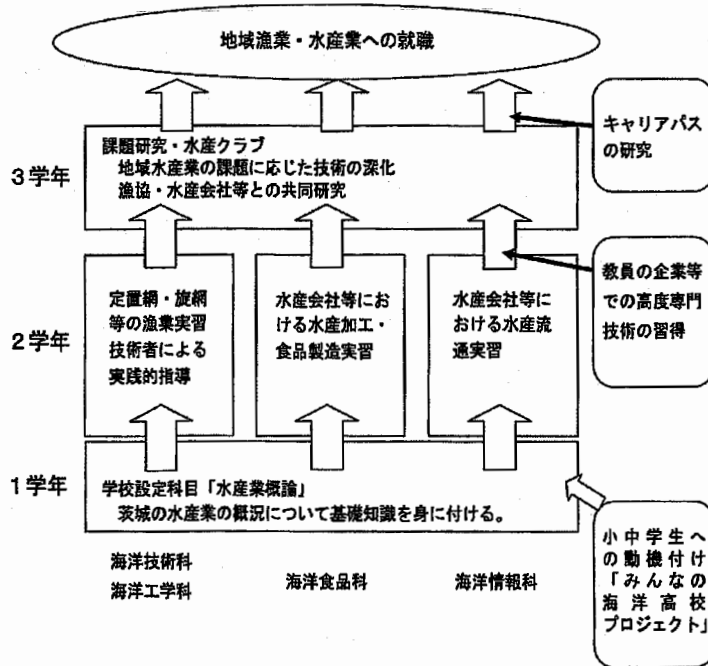 地域漁業・水産業への就職
キャリアパス
の研究
3学年
課題研究・水産クラブ
地域水産業の課題に応じた技術の深化
漁協・水産会社等との共同研究
教員の企業等
での高度専門
技術の習得
2学年
定置網・旋網
等の漁業実習
技術者による
実践的指導
水産会社等にお
ける水産加工・
食品製造実習
水産会社等に
おける水産流
通実習
1学年
学校設定科目「水産業概論」
茨城の水産業の概況について基礎知識を身に付ける。
小中学生へ
の動機付け
「みんなの
海洋高校
プロジェクト」
海洋技術科
海洋工学科
海洋食品科
海洋情報科